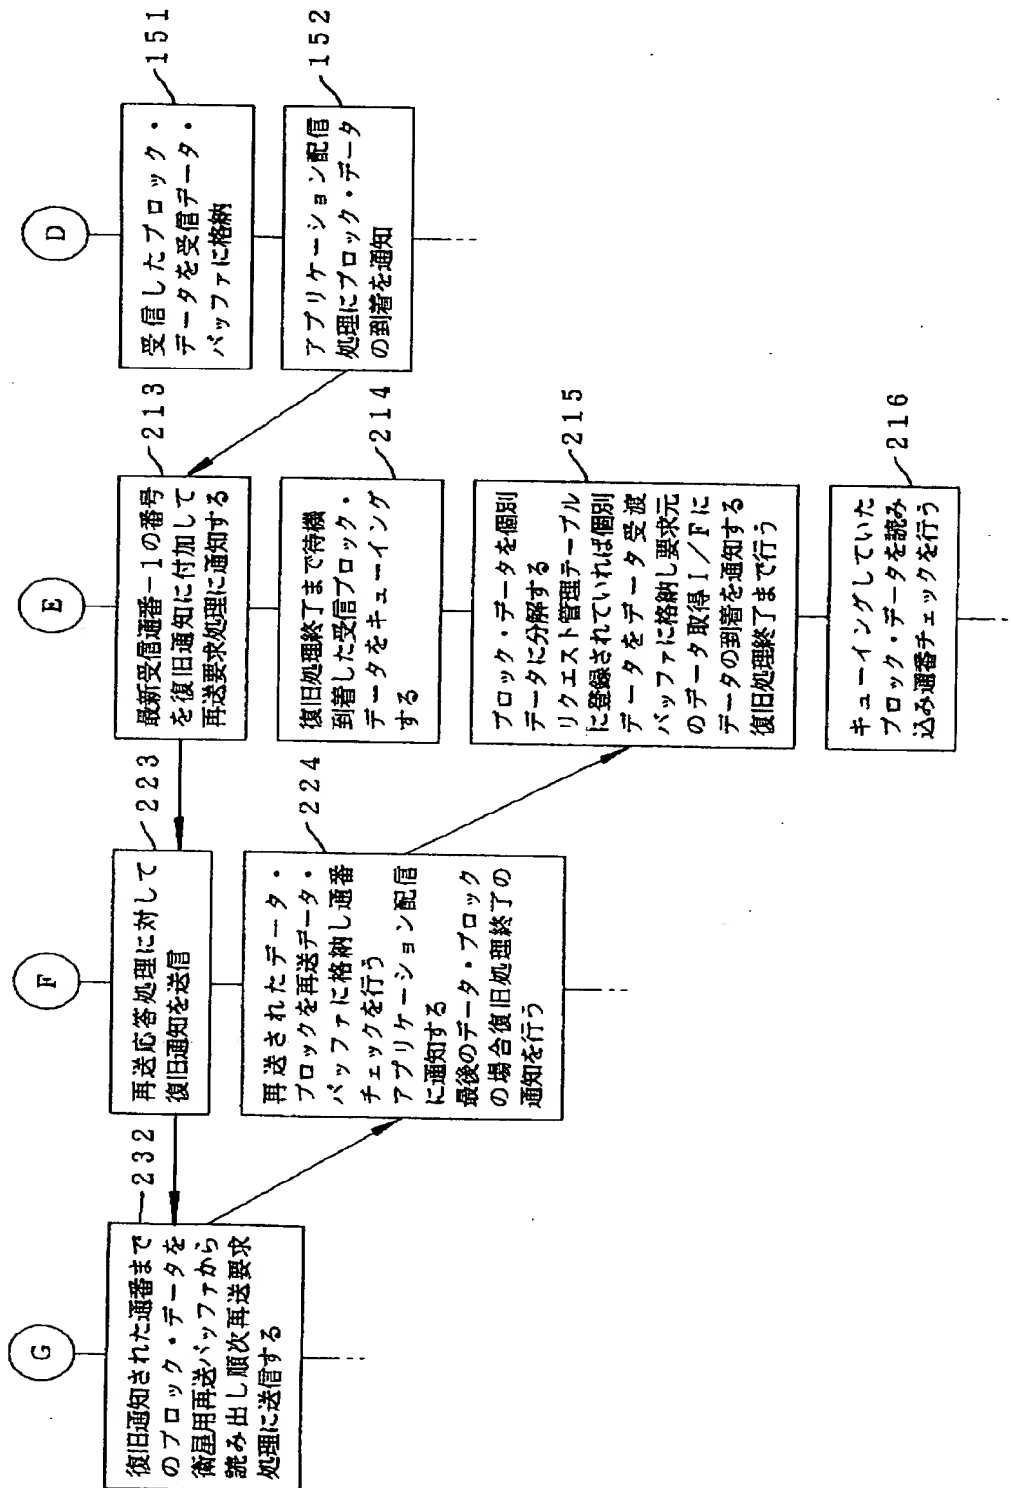 G
232
復旧通知された通番まで
のブロック・データを
衛星用再送バッファから
読み出し順次再送要求
処理に送信する
F
223
再送応答処理に対して
復旧通知を送信
224
再送されたデータ・
ブロックを再送データ・
バッファに格納し通番
チェックを行う
アプリケーション配信
に通知する
最後のデータ・ブロック
の場合復旧処理終了の
通知を行う
E
213
最新受信通番-1の番号
を復旧通知に付加して
再送要求処理に通知する
214
復旧処理終了まで待機
到着した受信ブロック・
データをキューイング
する
215
ブロック・データを個別
データに分解する
リクエスト管理テーブル
に登録されていれば個別
データをデータ受渡
バッファに格納し要求元
のデータ取得I/Fに
データの到着を通知する
復旧処理終了まで行う
216
キューイングしていた
ブロック・データを読み
込み通番チェックを行う
D
151
受信したブロック・
データを受信データ・
バッファに格納
152
アプリケーション配信
処理にブロック・データ
の到着を通知